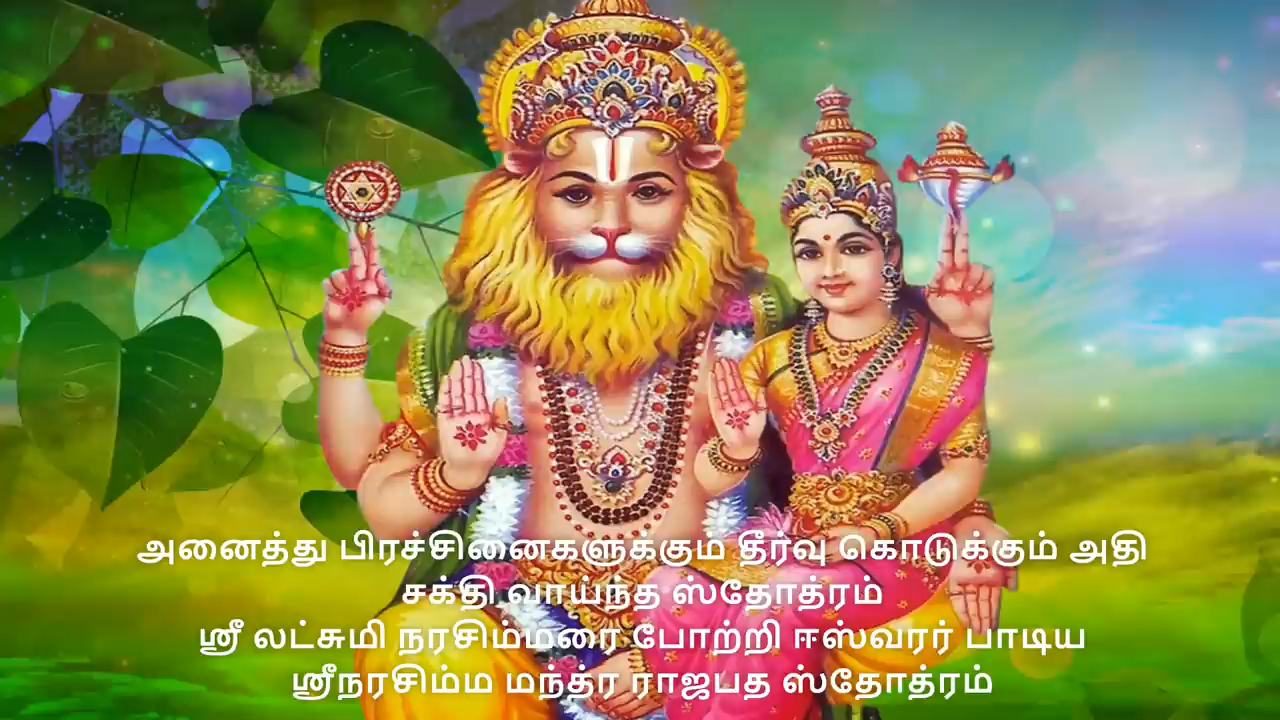 அனைத்து பிரச்சினைகளுக்கும் தீர்வு கொடுக்கும் அதி
சக்தி வாய்ந்த ஸ்தோத்ரம்
ஸ்ரீ லட்சுமி நரசிம்மரை போற்றி ஈஸ்வரர் பாடிய
ஸ்ரீநரசிம்ம மந்த்ர ராஜபத ஸ்தோத்ரம்